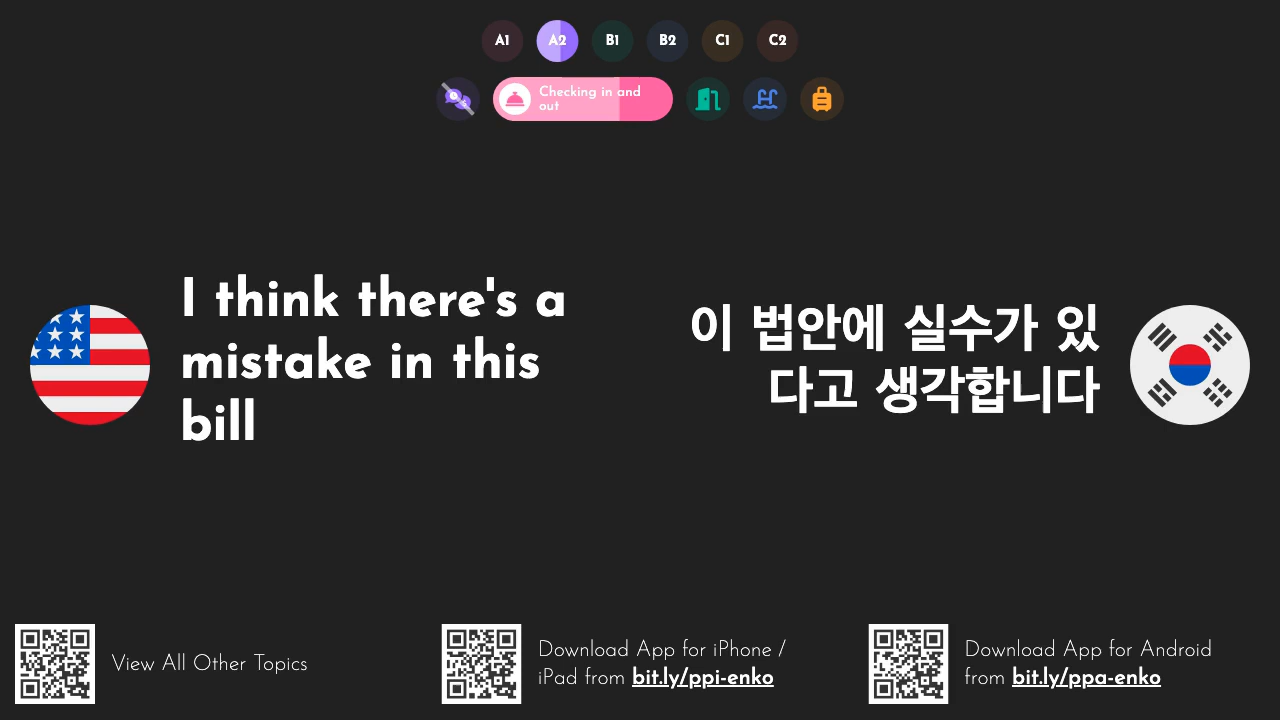 A1 A2 B1 B2 C1 C2
Checking in and
out
I think there's a
mistake in this
bill
이 법안에 실수가 있
다고 생각합니다
View All Other Topics
Download App for iPhone /
iPad from bit.ly/ppi-enko
Download App for Android
from bit.ly/ppa-enko